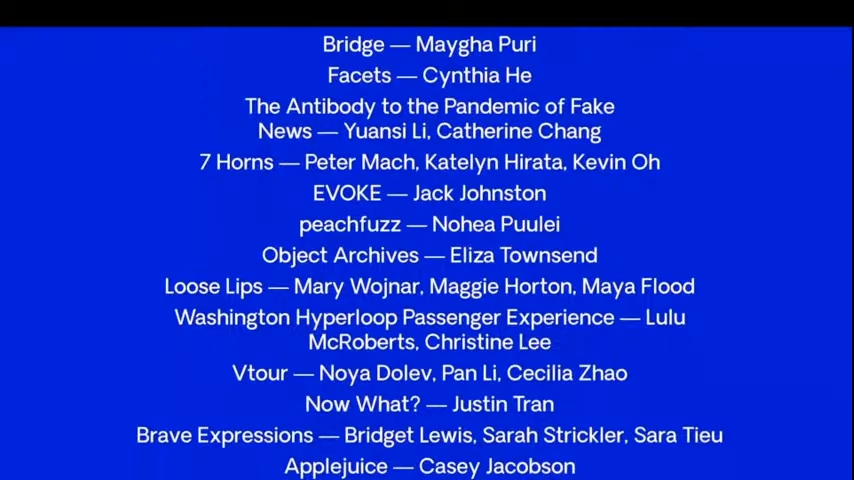 Bridge — Maygha Puri
Facets — Cynthia He
The Antibody to the Pandemic of Fake
News — Yuansi Li, Catherine Chang
7 Horns — Peter Mach, Katelyn Hirata, Kevin Oh
EVOKE — Jack Johnston
peachfuzz — Nohea Puulei
Object Archives — Eliza Townsend
Loose Lips — Mary Wojnar, Maggie Horton, Maya Flood
Washington Hyperloop Passenger Experience — Lulu
McRoberts, Christine Lee
Vtour — Noya Dolev, Pan Li, Cecilia Zhao
Now What? — Justin Tran
Brave Expressions — Bridget Lewis, Sarah Strickler, Sara Tieu
Applejuice — Casey Jacobson